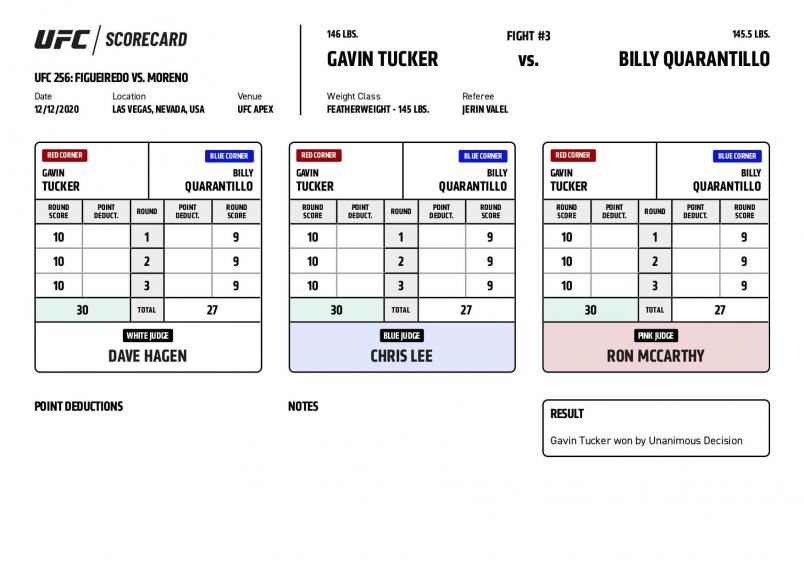 UFC / SCORECARD
UFC 256: FIGUEIREDO VS. MORENO
Date Location Venue
12/12/2020 LAS VEGAS, NEVADA, USA UFC APEX
146 LBS. FIGHT #3 145.5 LBS.
GAVIN TUCKER VS. BILLY QUARANTILLO
Weight Class Referee
FEATHERWEIGHT - 145 LBS. JERIN VALEL
RED CORNER BLUE CORNER
GAVIN BILLY
TUCKER QUARANTILLO
ROUND SCORE POINT DEDUCT. ROUND POINT DEDUCT. ROUND SCORE
10 1 9
10 2 9
10 3 9
30 TOTAL 27
WHITE JUDGE
DAVE HAGEN
RED CORNER BLUE CORNER
GAVIN BILLY
TUCKER QUARANTILLO
ROUND SCORE POINT DEDUCT. ROUND POINT DEDUCT. ROUND SCORE
10 1 9
10 2 9
10 3 9
30 TOTAL 27
BLUE JUDGE
CHRIS LEE
RED CORNER BLUE CORNER
GAVIN BILLY
TUCKER QUARANTILLO
ROUND SCORE POINT DEDUCT. ROUND POINT DEDUCT. ROUND SCORE
10 1 9
10 2 9
10 3 9
30 TOTAL 27
PINK JUDGE
RON MCCARTHY
POINT DEDUCTIONS
NOTES
RESULT
Gavin Tucker won by Unanimous Decision